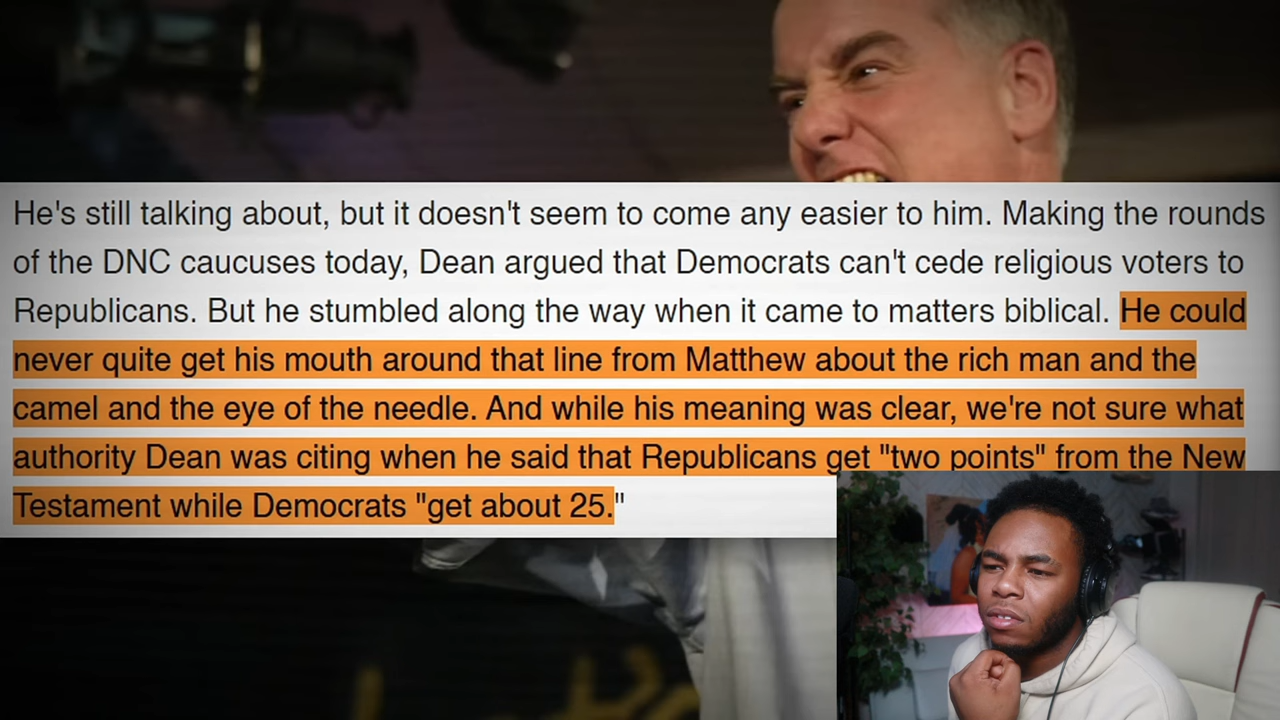 He's still talking about, but it doesn't seem to come any easier to him. Making the rounds
of the DNC caucuses today, Dean argued that Democrats can't cede religious voters to
Republicans. But he stumbled along the way when it came to matters biblical. He could
never quite get his mouth around that line from Matthew about the rich man and the
camel and the eye of the needle. And while his meaning was clear, we're not sure what
authority Dean was citing when he said that Republicans get "two points" from the New
Testament while Democrats "get about 25."